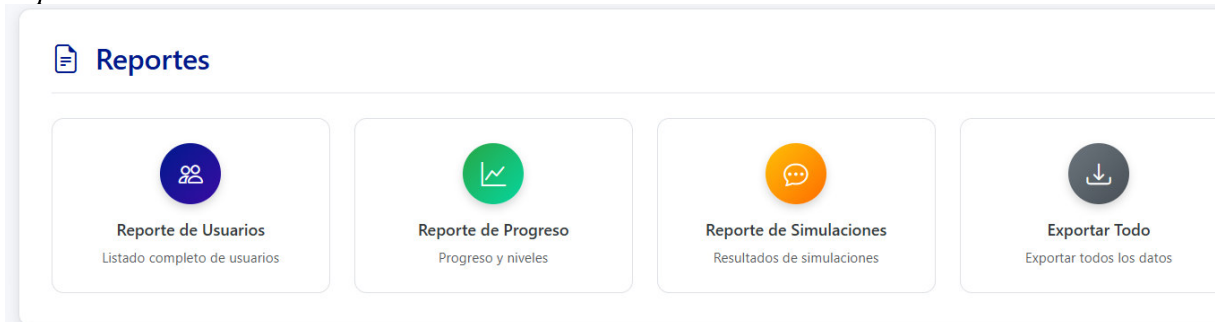 Reportes
Reporte de Usuarios
Listado completo de usuarios
Reporte de Progreso
Progreso y niveles
Reporte de Simulaciones
Resultados de simulaciones
Exportar Todo
Exportar todos los datos